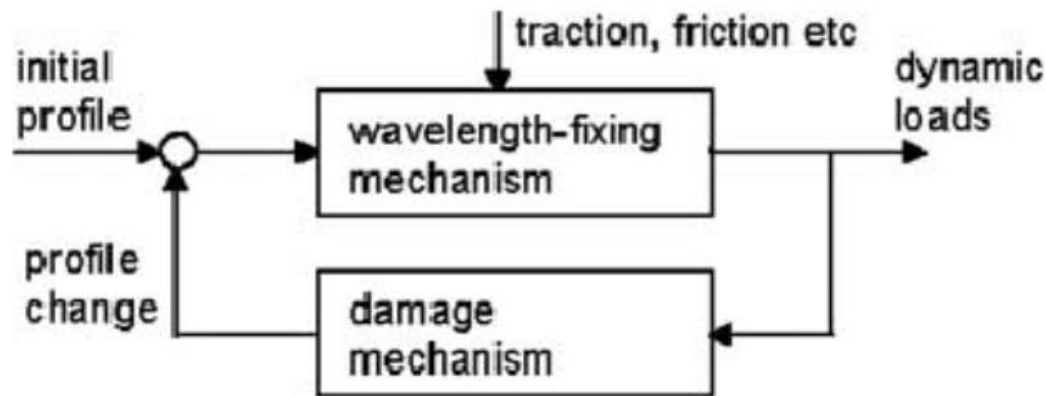 traction, friction etc
initial
profile
dynamic
loads
wavelength-fixing
mechanism
profile
change
damage
mechanism